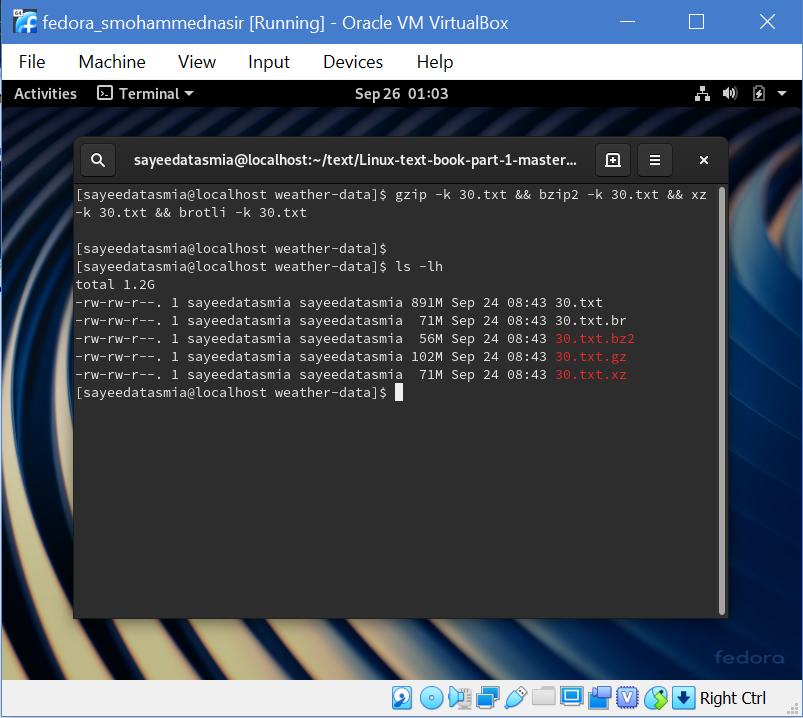 fedora_smohammednasir [Running] - Oracle VM VirtualBox
File Machine View Input Devices Help
Activities Terminal Sep 26 01:03
sayeedatasmia@localhost:~/text/Linux-text-book-part-1-master...
[sayeedatasmia@localhost weather-data]$ gzip -k 30.txt && bzip2 -k 30.txt && xz
-k 30.txt && brotli -k 30.txt
[sayeedatasmia@localhost weather-data]$
[sayeedatasmia@localhost weather-data]$ ls -lh
total 1.2G
-rw-rw-r--. 1 sayeedatasmia sayeedatasmia 891M Sep 24 08:43 30.txt
-rw-rw-r--. 1 sayeedatasmia sayeedatasmia  71M Sep 24 08:43 30.txt.br
-rw-rw-r--. 1 sayeedatasmia sayeedatasmia  56M Sep 24 08:43 30.txt.bz2
-rw-rw-r--. 1 sayeedatasmia sayeedatasmia 102M Sep 24 08:43 30.txt.gz
-rw-rw-r--. 1 sayeedatasmia sayeedatasmia  71M Sep 24 08:43 30.txt.xz
[sayeedatasmia@localhost weather-data]$
fedora
Right Ctrl